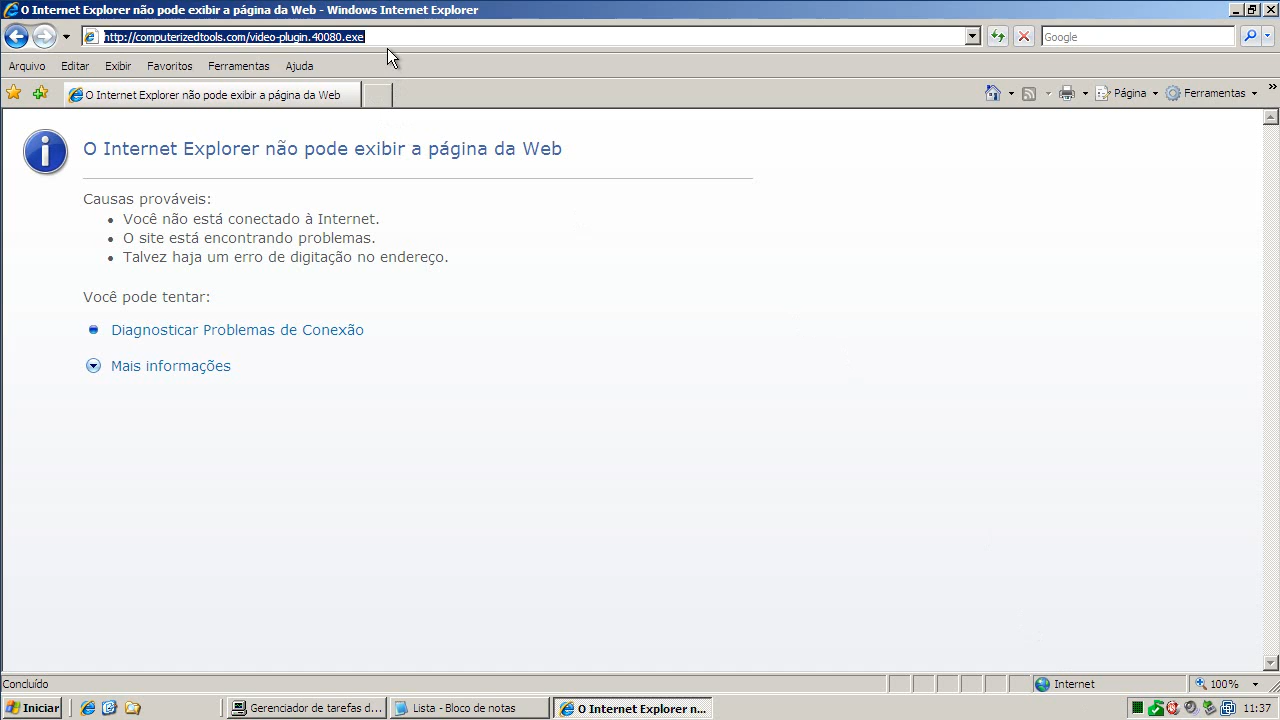 O Internet Explorer não pode exibir a página da Web - Windows Internet Explorer
http://computerizedtools.com/video-plugin.40080.exe
Google
Arquivo Editar Exibir Favoritos Ferramentas Ajuda
O Internet Explorer não pode exibir a página da Web
Página Ferramentas »
O Internet Explorer não pode exibir a página da Web
Causas prováveis:
• Você não está conectado à Internet.
• O site está encontrando problemas.
• Talvez haja um erro de digitação no endereço.
Você pode tentar:
Diagnosticar Problemas de Conexão
Mais informações
Concluído Internet 100%
Iniciar Gerenciador de tarefas d... Lista - Bloco de notas O Internet Explorer n... 11:37